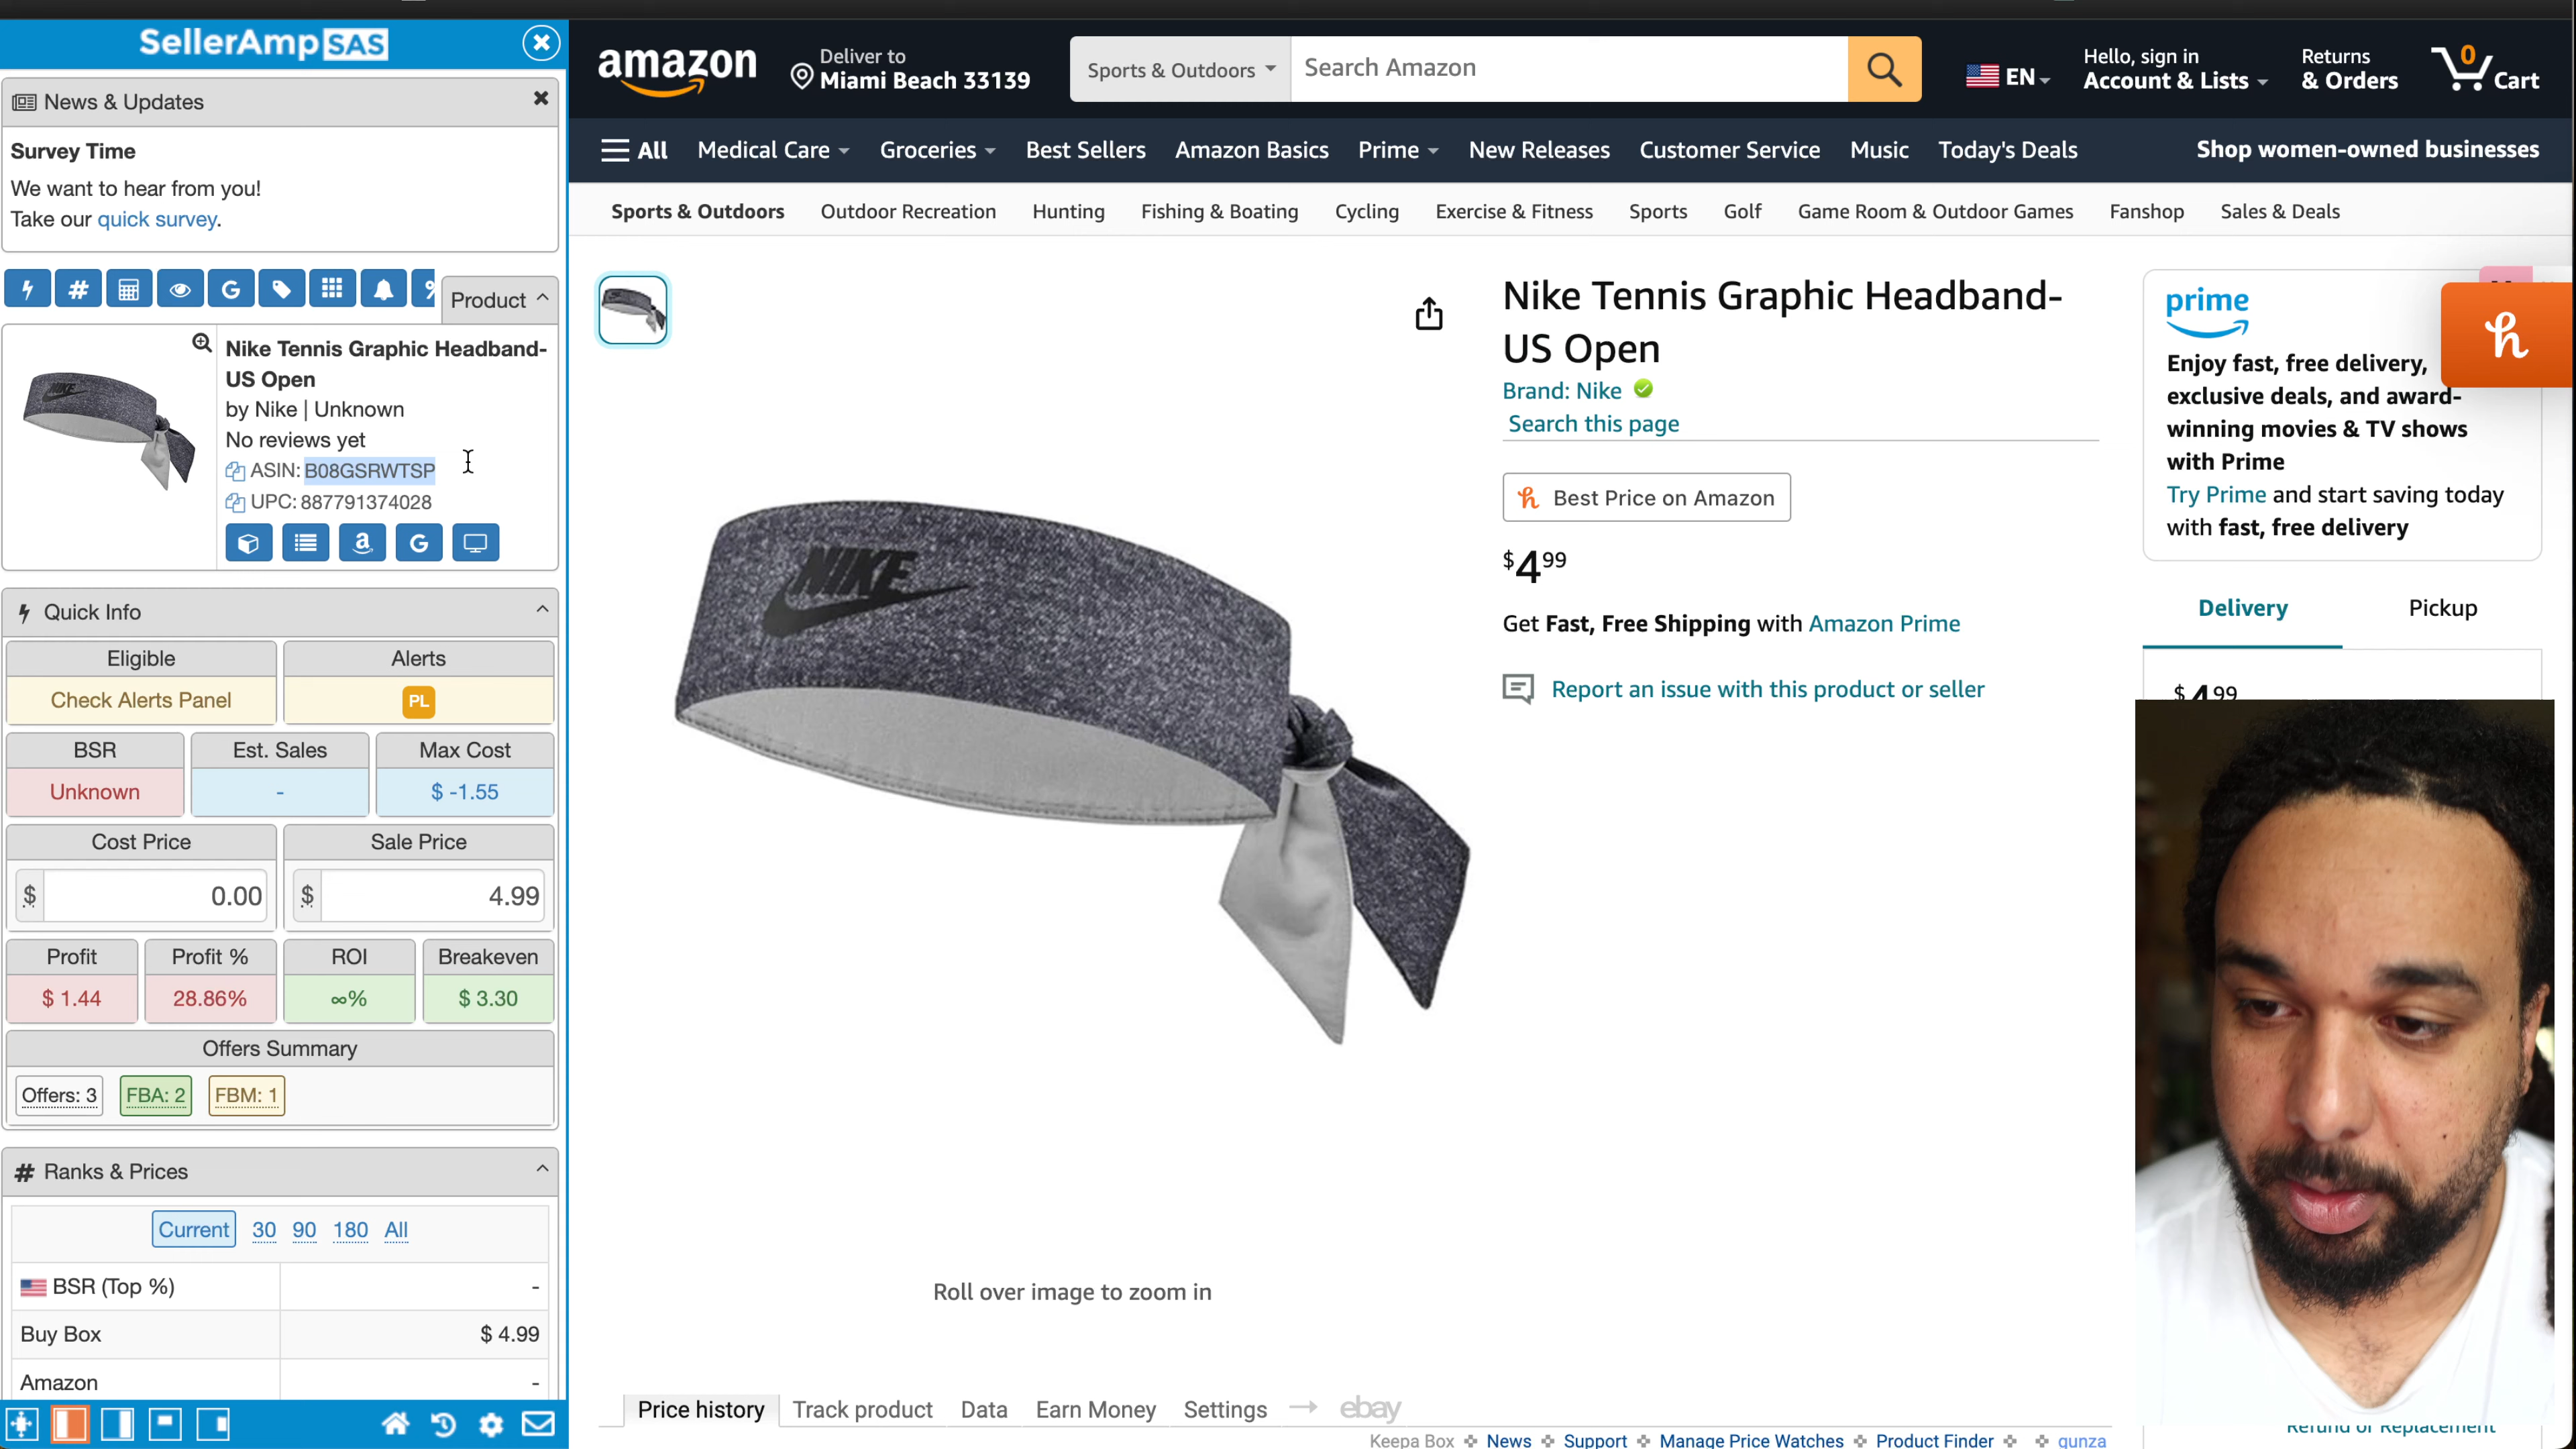 SellerAmp SAS
News & Updates
Survey Time
We want to hear from you!
Take our quick survey.
Product
Nike Tennis Graphic Headband-
US Open
by Nike | Unknown
No reviews yet
ASIN: B08GSRWTSP
UPC: 887791374028
Quick Info
Eligible
Alerts
Check Alerts Panel
PL
BSR
Est. Sales
Max Cost
Unknown
-
$ -1.55
Cost Price
Sale Price
$ 0.00
$ 4.99
Profit
Profit %
ROI
Breakeven
$ 1.44
28.86%
∞%
$ 3.30
Offers Summary
Offers: 3
FBA: 2
FBM: 1
# Ranks & Prices
Current 30 90 180 All
BSR (Top %) -
Buy Box $ 4.99
Amazon -
amazon
Deliver to
Miami Beach 33139
Sports & Outdoors
Search Amazon
EN
Hello, sign in
Account & Lists
Returns
& Orders
0
Cart
All Medical Care Groceries Best Sellers Amazon Basics Prime New Releases Customer Service Music Today's Deals Shop women-owned businesses
Sports & Outdoors Outdoor Recreation Hunting Fishing & Boating Cycling Exercise & Fitness Sports Golf Game Room & Outdoor Games Fanshop Sales & Deals
NIKE
Roll over image to zoom in
Nike Tennis Graphic Headband-
US Open
Brand: Nike
Search this page
Best Price on Amazon
$4.99
Get Fast, Free Shipping with Amazon Prime
Report an issue with this product or seller
prime
Enjoy fast, free delivery,
exclusive deals, and award-
winning movies & TV shows
with Prime
Try Prime and start saving today
with fast, free delivery
Delivery Pickup
$4.99
Refund or Replacement
Price history Track product Data Earn Money Settings → ebay
Keepa Box News Support Manage Price Watches Product Finder gunza